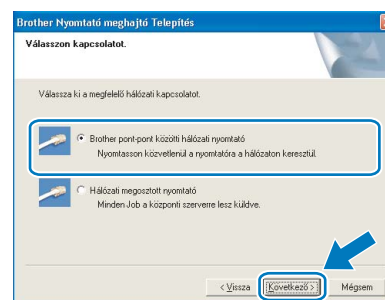 Brother Nyomtató meghajtó Telepítés
Válasszon kapcsolatot.
Válassza ki a megfelelő hálózati kapcsolatot.
Brother pont-pont közötti hálózati nyomtató
Nyomtasson közvetlenül a nyomtatóra a hálózaton keresztül.
Hálózati megosztott nyomtató
Minden Job a központi szerverre lesz küldve.
< Vissza Következő > Mégsem